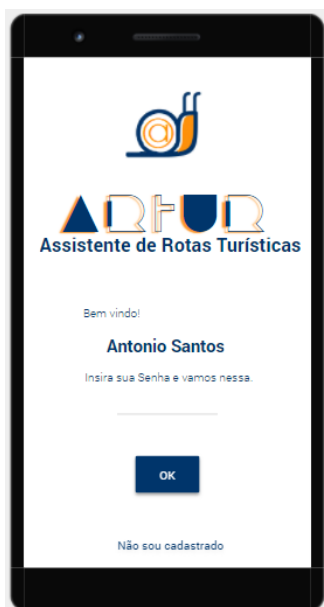 ARTUR
Assistente de Rotas Turísticas
Bem vindo!
Antonio Santos
Insira sua Senha e vamos nessa.
OK
Não sou cadastrado